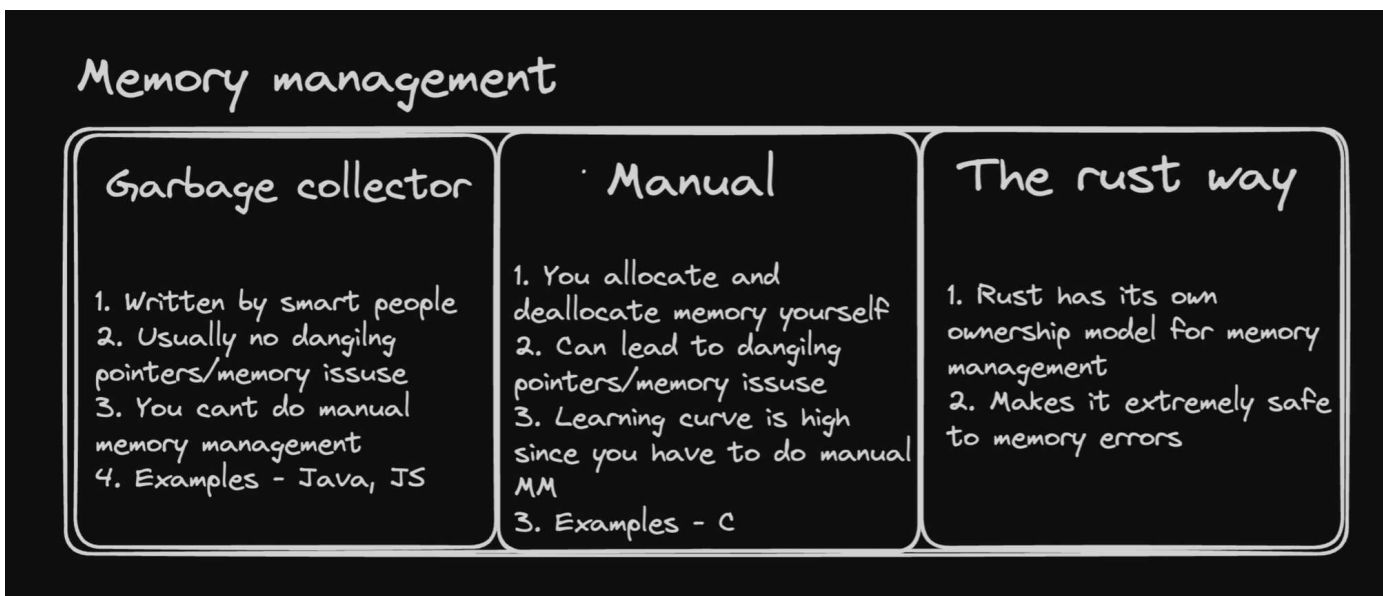 Memory management
Garbage collector
1. Written by smart people
2. Usually no dangilng
pointers/memory issuse
3. You cant do manual
memory management
4. Examples - Java, JS
Manual
1. You allocate and
deallocate memory yourself
2. Can lead to dangilng
pointers/memory issuse
3. Learning curve is high
since you have to do manual
MM
3. Examples - C
The rust way
1. Rust has its own
ownership model for memory
management
2. Makes it extremely safe
to memory errors